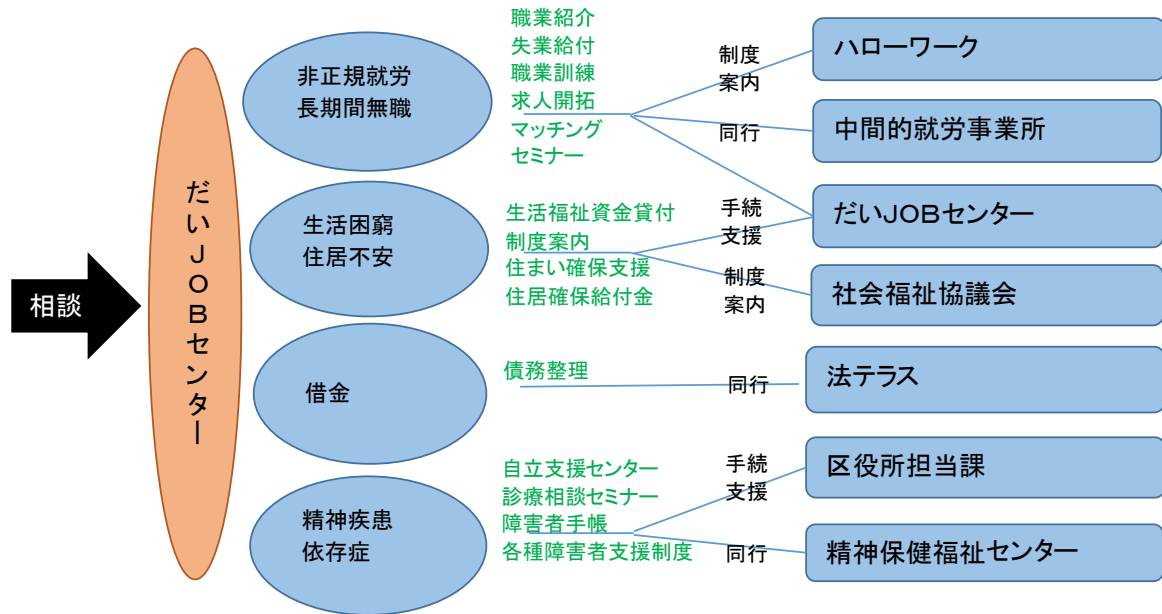 相談
だいJOBセンター
非正規就労
長期間無職
職業紹介
失業給付
職業訓練
求人開拓
マッチング
セミナー
制度
案内
ハローワーク
同行
中間的就労事業所
生活困窮
住居不安
生活福祉資金貸付
制度案内
住まい確保支援
住居確保給付金
手続
支援
だいJOBセンター
制度
案内
社会福祉協議会
借金
債務整理
同行
法テラス
精神疾患
依存症
自立支援センター
診療相談セミナー
障害者手帳
各種障害者支援制度
手続
支援
区役所担当課
同行
精神保健福祉センター